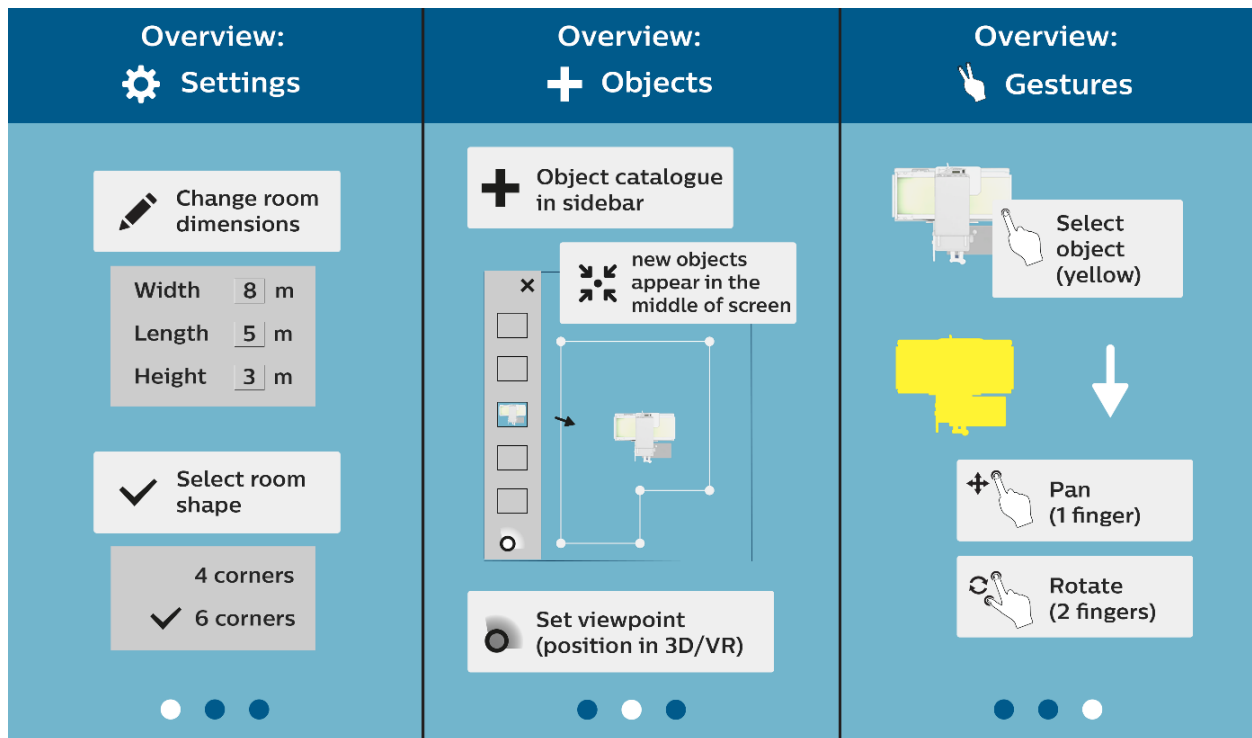 Overview:
Settings
Change room
dimensions
Width 8 m
Length 5 m
Height 3 m
Select room
shape
4 corners
6 corners
Overview:
Objects
Object catalogue
in sidebar
new objects
appear in the
middle of screen
Set viewpoint
(position in 3D/VR)
Overview:
Gestures
Select
object
(yellow)
Pan
(1 finger)
Rotate
(2 fingers)